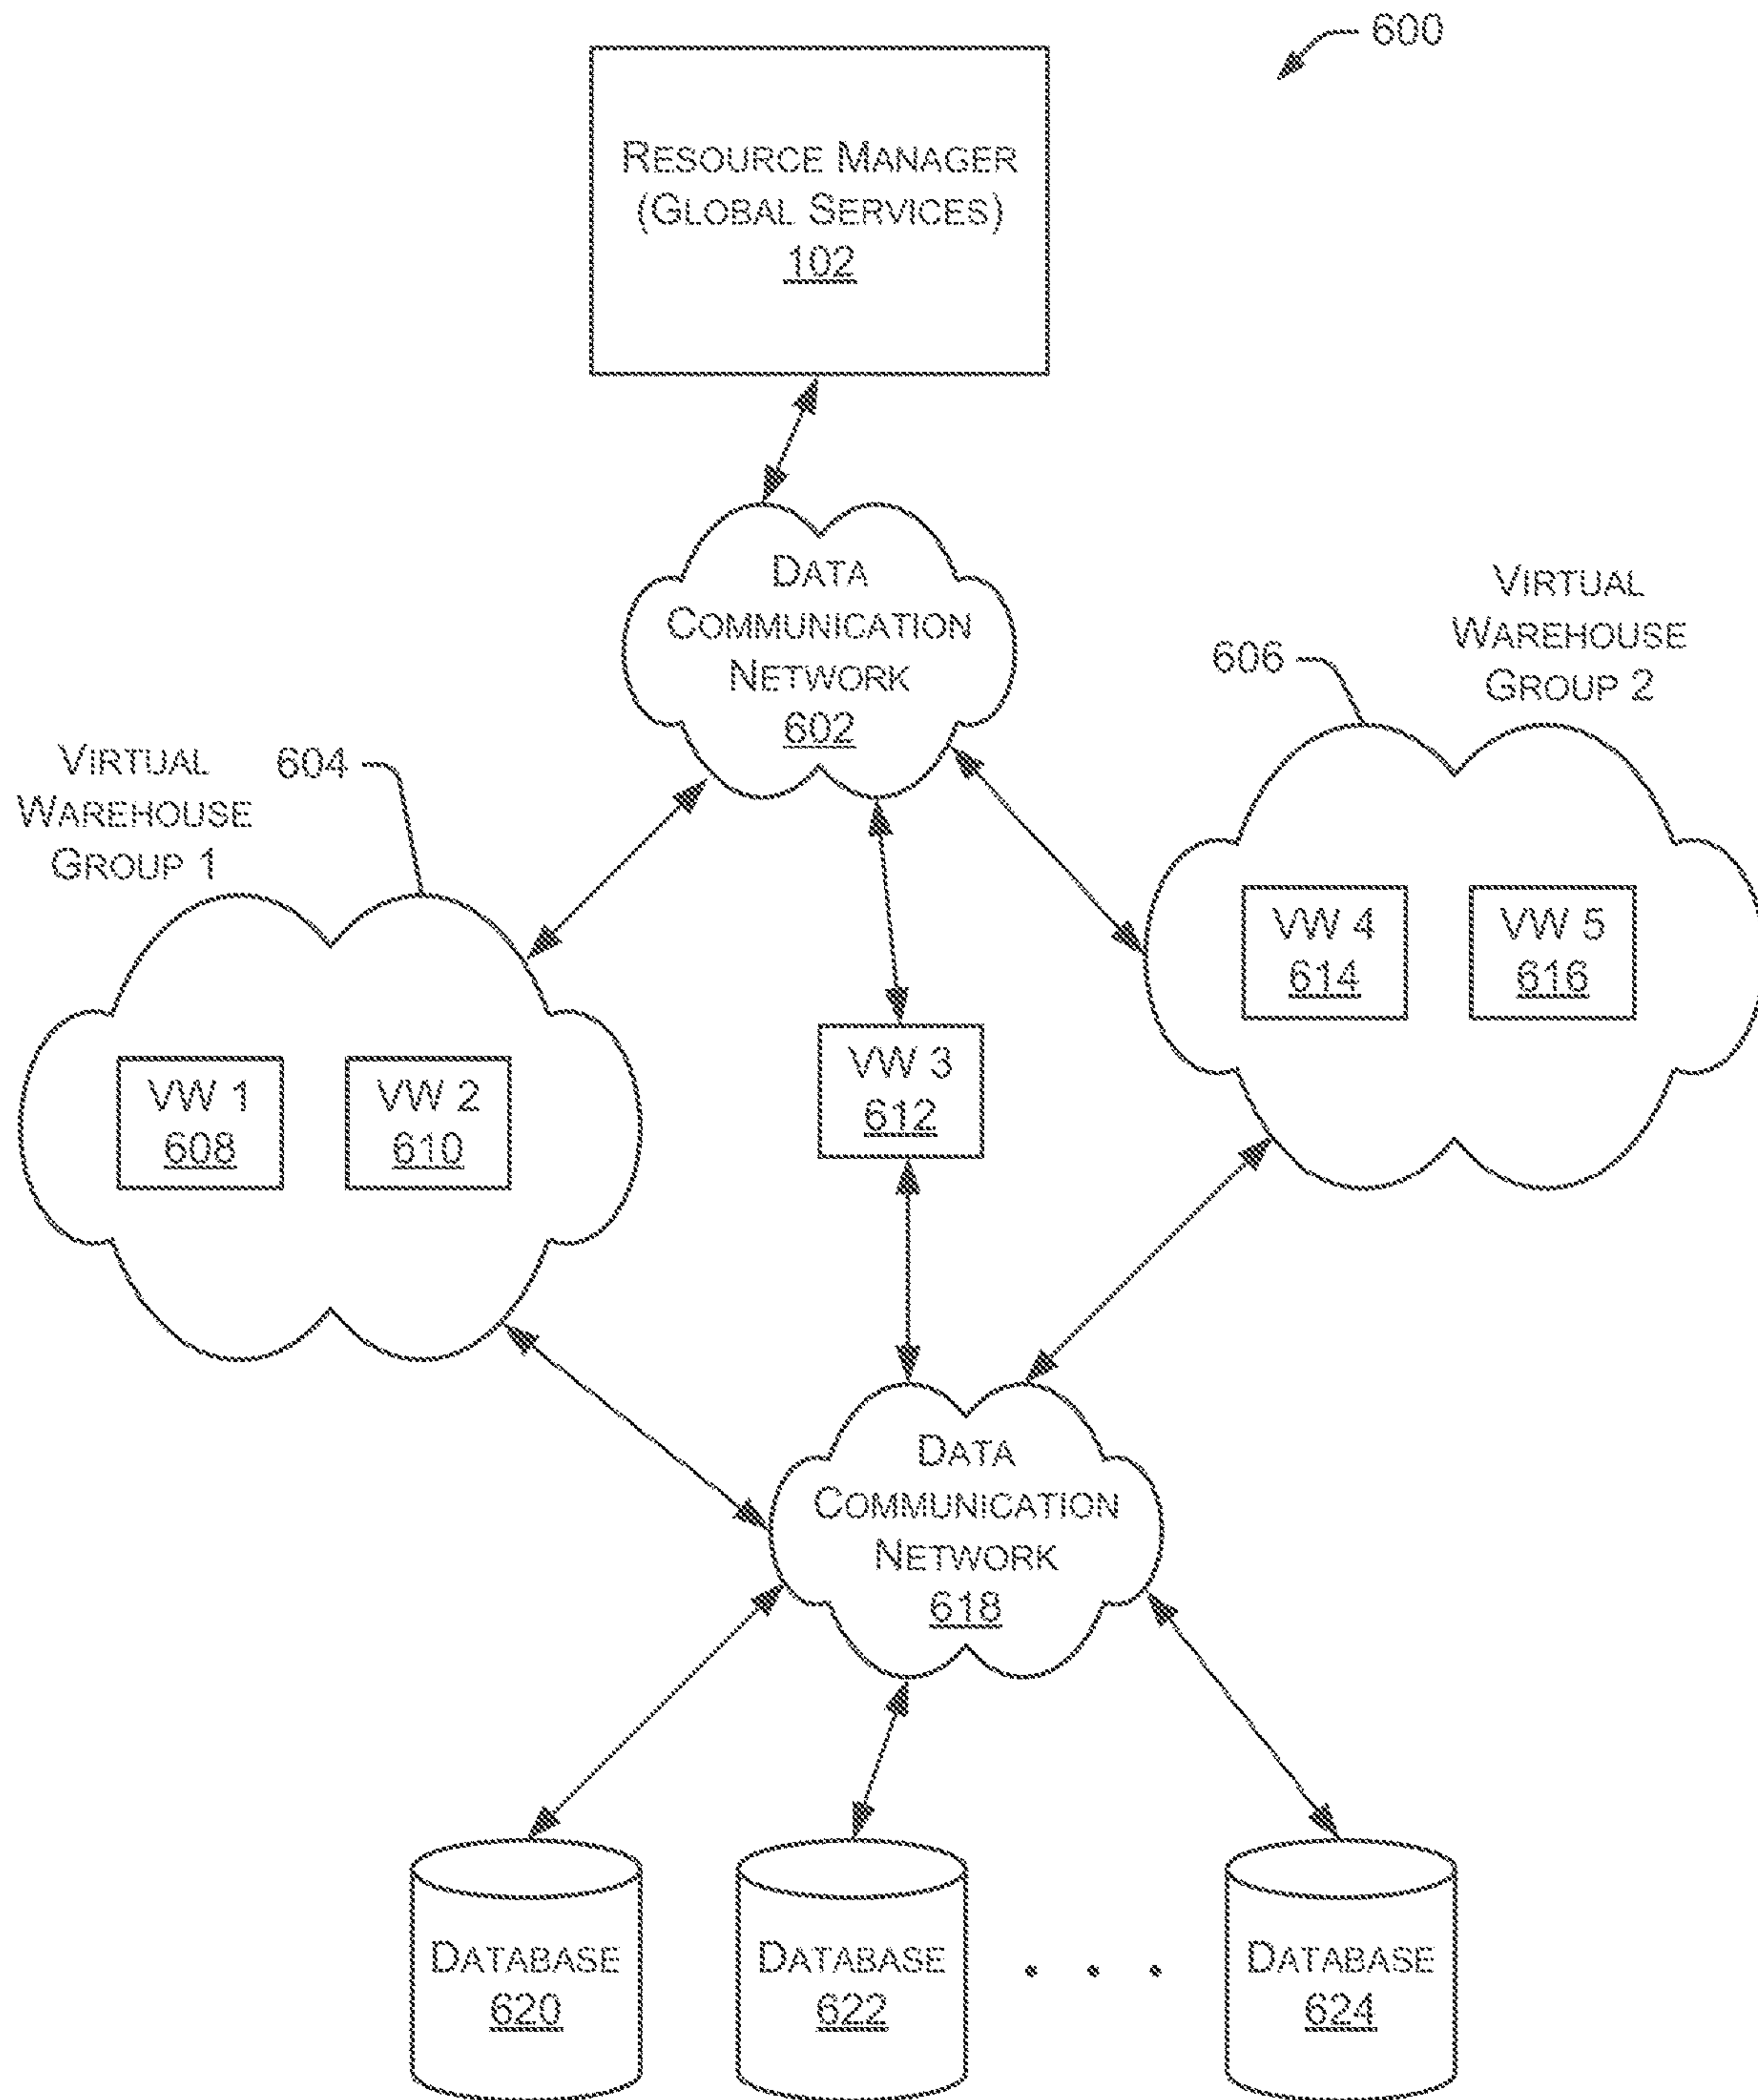 600
RESOURCE MANAGER
(GLOBAL SERVICES)
102
DATA
COMMUNICATION
NETWORK
602
VIRTUAL
WAREHOUSE
GROUP 2
606
VIRTUAL
WAREHOUSE
GROUP 1
604
VW 4
614
VW 5
616
VW 3
612
VW 1
608
VW 2
610
DATA
COMMUNICATION
NETWORK
618
DATABASE
620
DATABASE
622
. . .
DATABASE
624